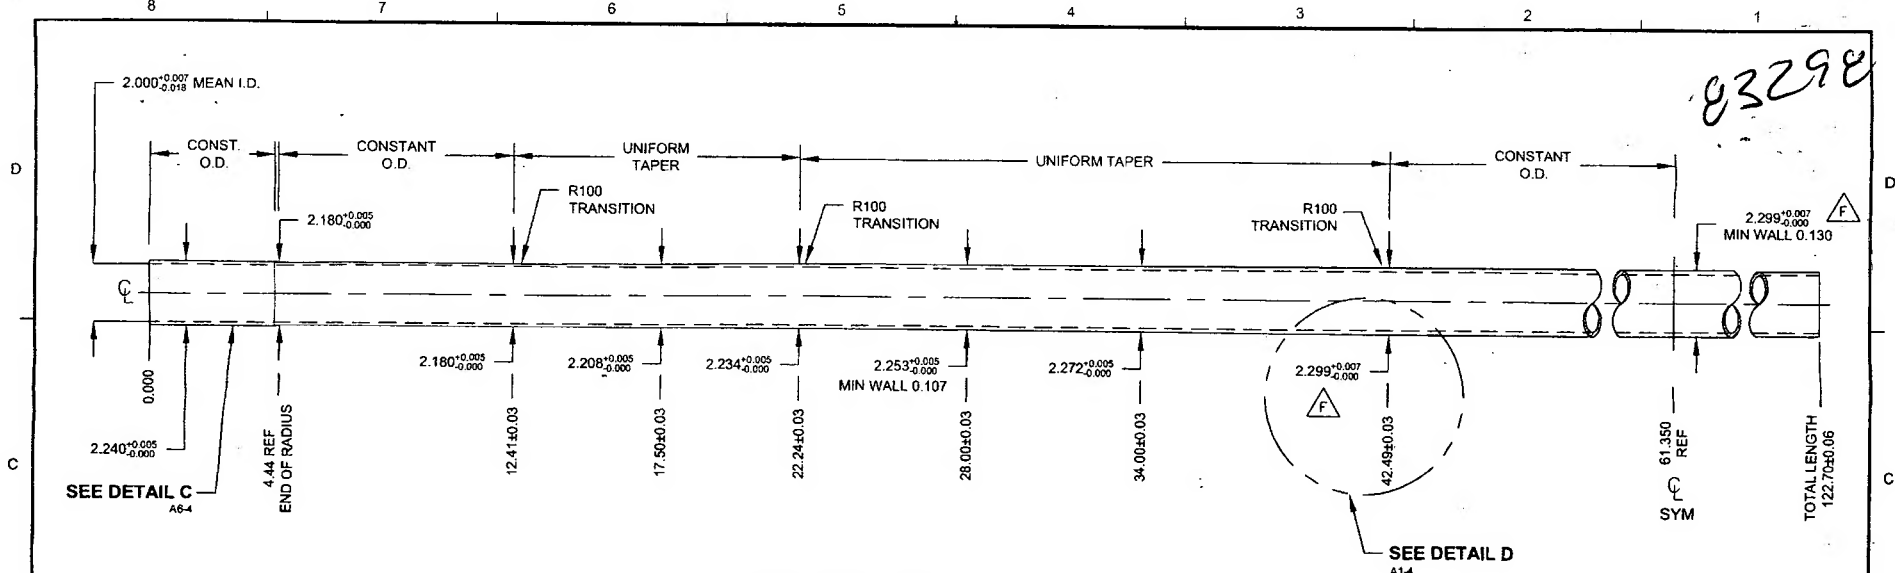 8 7 6 5 4 3 2 1
83298
2.000+0.007-0.018 MEAN I.D.
D
CONST. O.D.
CONSTANT O.D.
UNIFORM TAPER
UNIFORM TAPER
CONSTANT O.D.
D
R100 TRANSITION
R100 TRANSITION
R100 TRANSITION
2.180+0.005-0.000
2.299+0.007-0.000
MIN WALL 0.130
F
CL
2.180+0.005-0.000
2.208+0.005-0.000
2.234+0.005-0.000
2.253+0.005-0.000
MIN WALL 0.107
2.272+0.005-0.000
2.299+0.007-0.000
F
0.000
2.240+0.005-0.000
C
SEE DETAIL C
A6-4
4.44 REF
END OF RADIUS
12.41±0.03
17.50±0.03
22.24±0.03
28.00±0.03
34.00±0.03
42.49±0.03
61.350
REF
CL
SYM
TOTAL LENGTH
122.70±0.06
C
SEE DETAIL D
A1-4